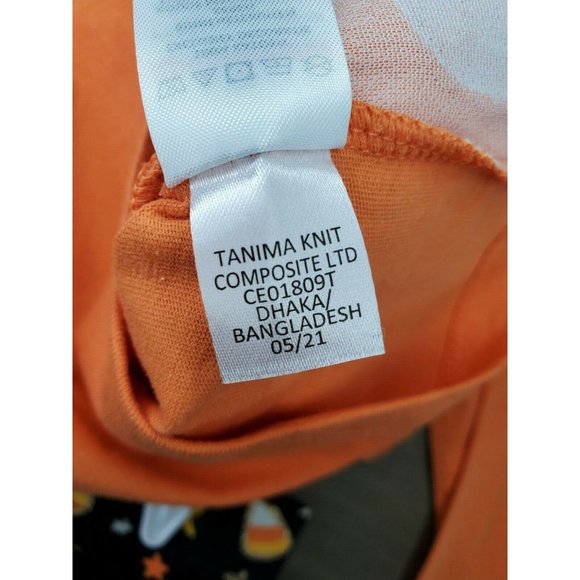 TANIMA KNIT
COMPOSITE LTD
CE01809T
DHAKA/
BANGLADESH
05/21